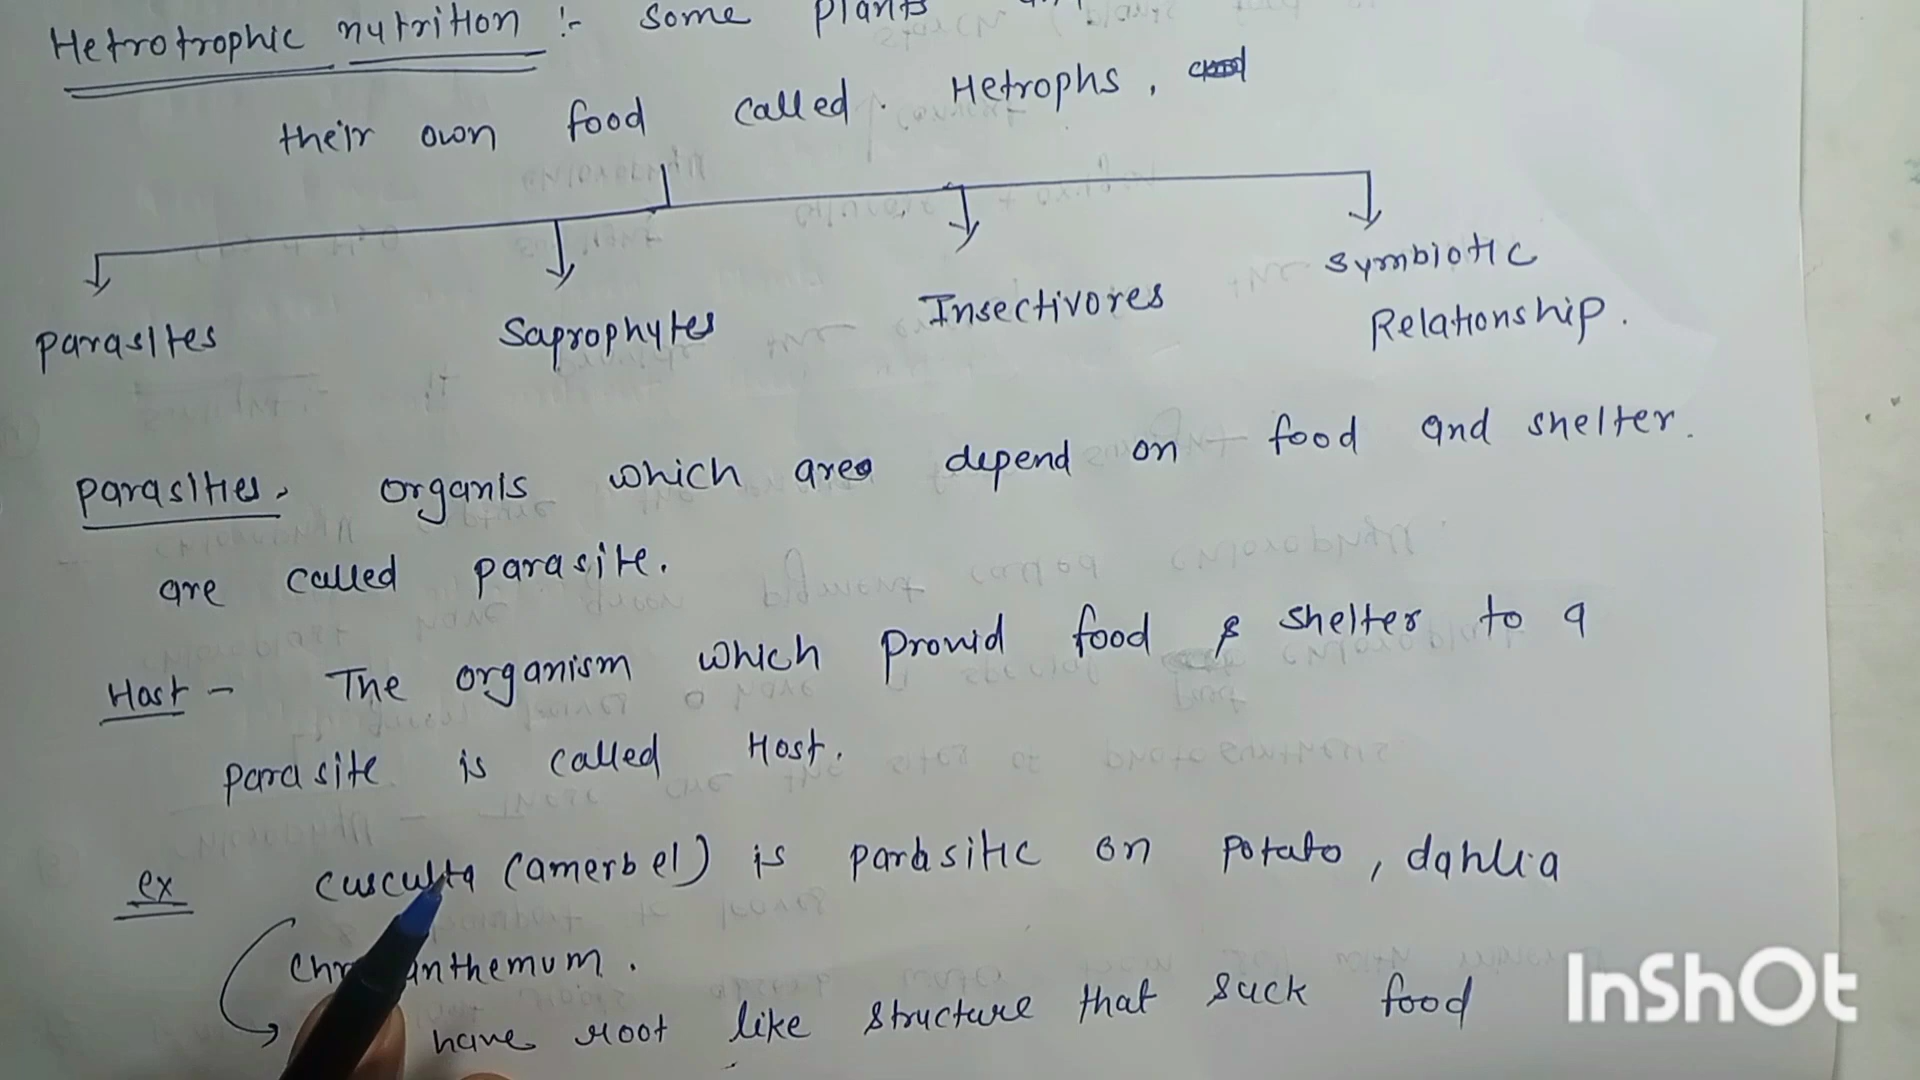 Hetrotrophic nutrition :- Some Plants
their own food called. Hetrophs,
parasites Saprophytes Insectivores Symbiotic Relationship.
parasities. organis which are depend on food and shelter.
are called parasite.
Host - The organism which provid food & shelter to a
parasite is called Host.
ex cuscuta (amerbel) is parasitic on potato, dahlia
anthemum.
have root like structure that suck food
InShOt